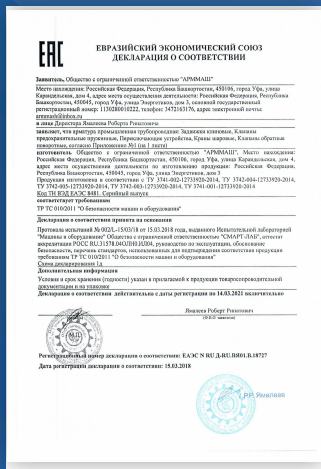 ЕАС
ЕВРАЗИЙСКИЙ ЭКОНОМИЧЕСКИЙ СОЮЗ
ДЕКЛАРАЦИЯ О СООТВЕТСТВИИ
Заявитель, Общество с ограниченной ответственностью "АРММАШ"
Место нахождения: Российская Федерация, Республика Башкортостан, 450106, город Уфа, улица
Караидельская, дом 4, адрес места осуществления деятельности: Российская Федерация, Республика
Башкортостан, 450045, город Уфа, улица Энергетиков, дом 3, основной государственный
регистрационный номер: 1130280010222, номер телефона: 3472163176, адрес электронной почты:
armmash@inbox.ru
в лице Директора Ямалеева Роберта Ринатовича
заявляет, что арматура промышленная трубопроводная: Задвижки клиновые, Клапаны
предохранительные пружинные, Переключающие устройства, Краны шаровые, Клапаны обратные
поворотные, согласно Приложению №1 (на 1 листе)
изготовитель Общество с ограниченной ответственностью "АРММАШ", Место нахождения:
Российская Федерация, Республика Башкортостан, 450106, город Уфа, улица Караидельская, дом 4,
адрес места осуществления деятельности по изготовлению продукции: Российская Федерация,
Республика Башкортостан, 450045, город Уфа, улица Энергетиков, дом 3
Продукция изготовлена в соответствии с ТУ 3741-002-12733920-2014, ТУ 3742-004-12733920-2014,
ТУ 3742-005-12733920-2014, ТУ 3742-003-12733920-2014, ТУ 3741-001-12733920-2014
Код ТН ВЭД ЕАЭС 8481. Серийный выпуск
соответствует требованиям
ТР ТС 010/2011 "О безопасности машин и оборудования"
Декларация о соответствии принята на основании
Протокола испытаний № 002/L-15/03/18 от 15.03.2018 года, выданного Испытательной лабораторией
"Машины и оборудование" Общества с ограниченной ответственностью "СМАРТ-ЛАБ", аттестат
аккредитации РОСС RU.31578.04ОЛН0.ИЛ04, руководства по эксплуатации, обоснование
безопасности, перечень стандартов, использованных для подтверждения соответствия продукции
требованиям ТР ТС 010/2011 "О безопасности машин и оборудования"
Схема декларирования 1д
Дополнительная информация
Условия и срок хранения (годности) указан в прилагаемой к продукции товаросопроводительной
документации и на упаковке
Декларация о соответствии действительна с даты регистрации по 14.03.2021 включительно
Ямалеев Роберт Ринатович
М.П.
Регистрационный номер декларации о соответствии: ЕАЭС N RU Д-RU.ВЯ01.В.18727
Дата регистрации декларации о соответствии: 15.03.2018
Р.Р. Ямалеев